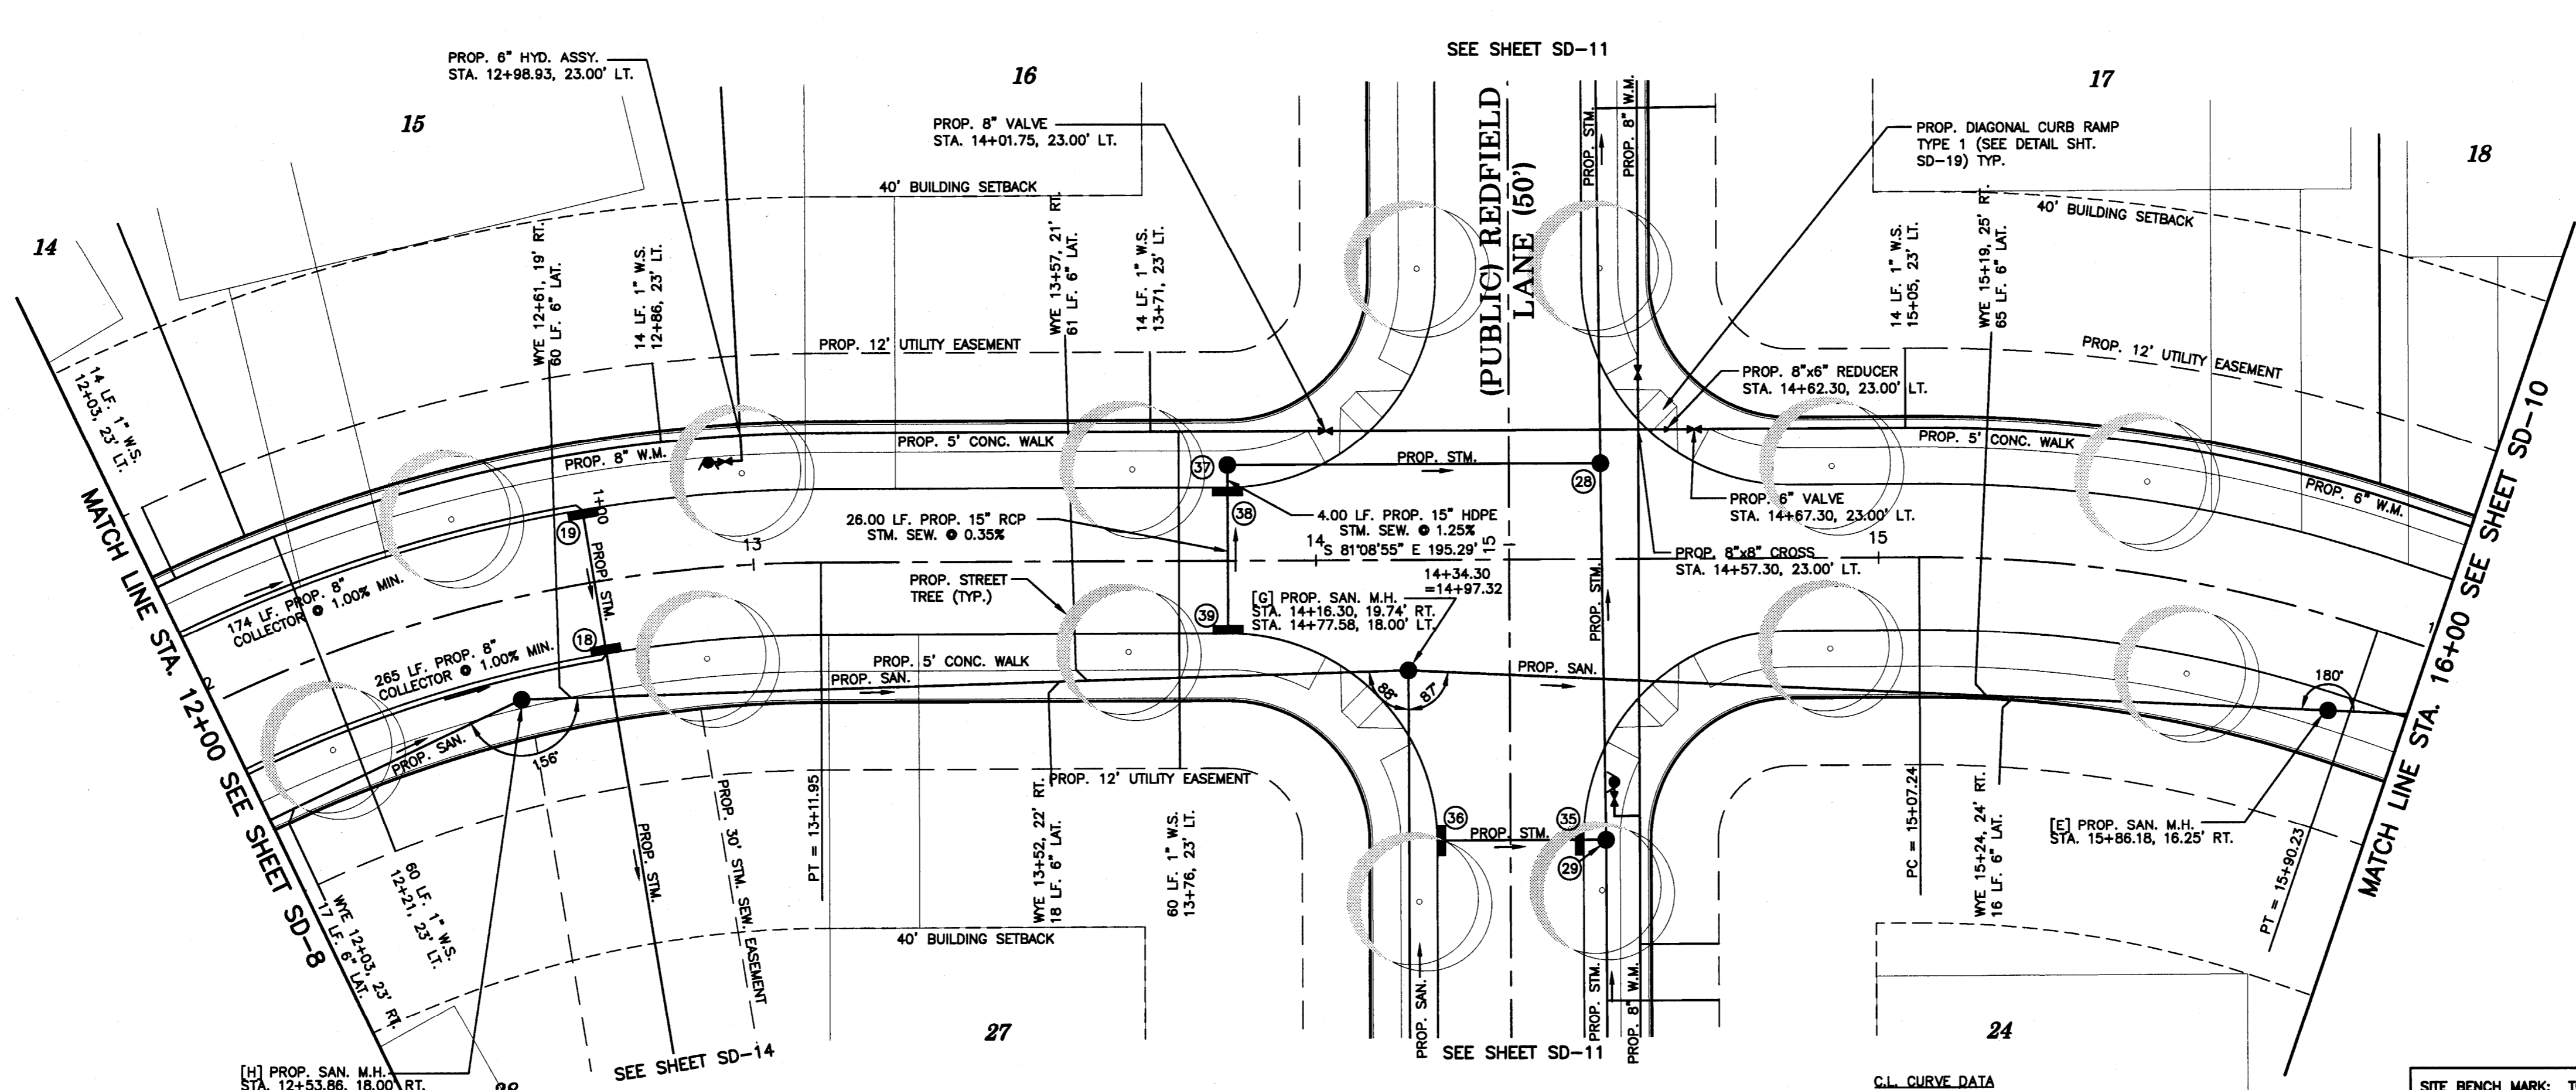 SEE SHEET SD-11
PROP. 6" HYD. ASSY.
STA. 12+98.93, 23.00' LT.
16
17
15
PROP. 8" VALVE
STA. 14+01.75, 23.00' LT.
PROP. DIAGONAL CURB RAMP
TYPE 1 (SEE DETAIL SHT.
SD-19) TYP.
18
14
40' BUILDING SETBACK
40' BUILDING SETBACK
(PUBLIC) REDFIELD
LANE (50')
PROP. STM.
PROP. 8" W.M.
WYE 12+61, 19' RT.
60 LF. 6" LAT.
14 LF. 1" W.S.
12+86, 23' LT.
WYE 13+57, 21' RT.
61 LF. 6" LAT.
14 LF. 1" W.S.
13+71, 23' LT.
14 LF. 1" W.S.
15+05, 23' LT.
WYE 15+19, 25' RT.
65 LF. 6" LAT.
PROP. 12' UTILITY EASEMENT
PROP. 12' UTILITY EASEMENT
14 LF. 1" W.S.
12+03, 23' LT.
PROP. 8"x6" REDUCER
STA. 14+62.30, 23.00' LT.
PROP. 5' CONC. WALK
PROP. 5' CONC. WALK
PROP. 8" W.M.
PROP. STM.
PROP. 6" W.M.
37
28
38
19
1+00
PROP. 6" VALVE
STA. 14+67.30, 23.00' LT.
26.00 LF. PROP. 15" RCP
STM. SEW. @ 0.35%
4.00 LF. PROP. 15" HDPE
STM. SEW. @ 1.25%
13
14
S 81°08'55" E 195.29'
15
15
PROP. 8"x8" CROSS
STA. 14+57.30, 23.00' LT.
PROP STM.
PROP. STM.
174 LF. PROP. 8"
COLLECTOR @ 1.00% MIN.
PROP. STREET
TREE (TYP.)
14+34.30
=14+97.32
[G] PROP. SAN. M.H.
STA. 14+16.30, 19.74' RT.
STA. 14+77.58, 18.00' LT.
39
18
265 LF. PROP. 8"
COLLECTOR @ 1.00% MIN.
PROP. 5' CONC. WALK
PROP. SAN.
PROP. SAN.
88°
87°
180°
MATCH LINE STA. 12+00 SEE SHEET SD-8
MATCH LINE STA. 16+00 SEE SHEET SD-10
PROP. SAN.
156°
PROP. 12' UTILITY EASEMENT
PT = 13+11.95
WYE 13+52, 22' RT.
18 LF. 6" LAT.
60 LF. 1" W.S.
13+76, 23' LT.
36
PROP. STM.
35
29
PC = 15+07.24
WYE 15+24, 24' RT.
16 LF. 6" LAT.
[E] PROP. SAN. M.H.
STA. 15+86.18, 16.25' RT.
PT = 15+90.23
PROP. STM.
PROP. 30' STM. SEW. EASEMENT
60 LF. 1" W.S.
12+21, 23' LT.
WYE 12+03, 23' RT.
17 LF. 6" LAT.
40' BUILDING SETBACK
PROP. SAN.
PROP. STM.
PROP. 8" W.M.
27
24
SEE SHEET SD-14
SEE SHEET SD-11
[H] PROP. SAN. M.H.
STA. 12+53.86, 18.00' RT.
C.L. CURVE DATA
SITE BENCH MARK: